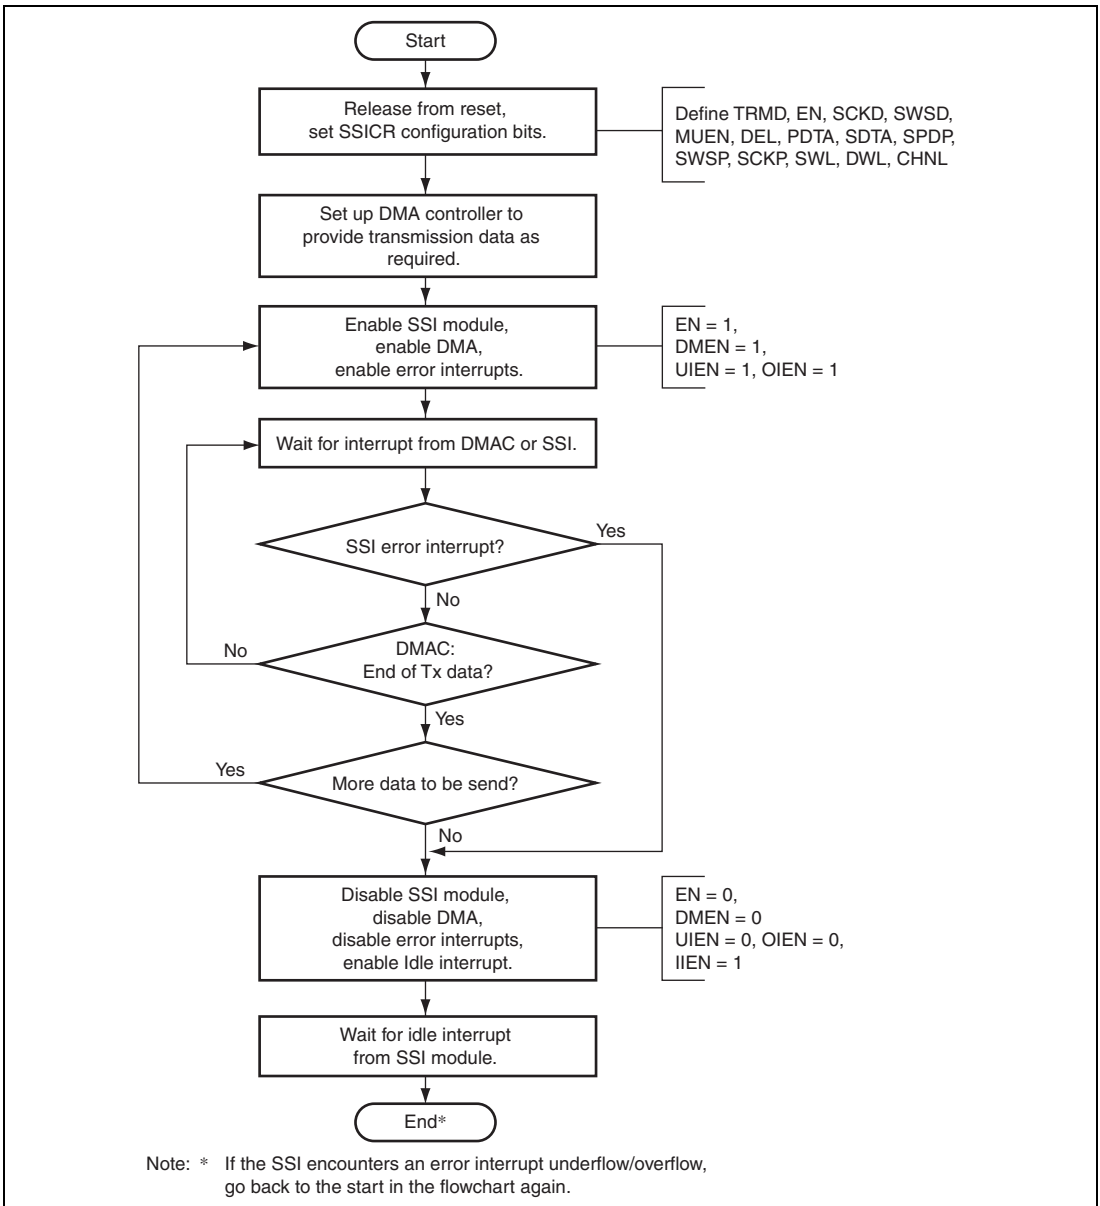 Start
Release from reset,
set SSICR configuration bits.
Define TRMD, EN, SCKD, SWSD,
MUEN, DEL, PDTA, SDTA, SPDP,
SWSP, SCKP, SWL, DWL, CHNL
Set up DMA controller to
provide transmission data as
required.
Enable SSI module,
enable DMA,
enable error interrupts.
EN = 1,
DMEN = 1,
UIEN = 1, OIEN = 1
Wait for interrupt from DMAC or SSI.
SSI error interrupt?
Yes
No
DMAC:
End of Tx data?
No
Yes
More data to be send?
Yes
No
Disable SSI module,
disable DMA,
disable error interrupts,
enable Idle interrupt.
EN = 0,
DMEN = 0
UIEN = 0, OIEN = 0,
IIEN = 1
Wait for idle interrupt
from SSI module.
End*
Note: * If the SSI encounters an error interrupt underflow/overflow,
go back to the start in the flowchart again.